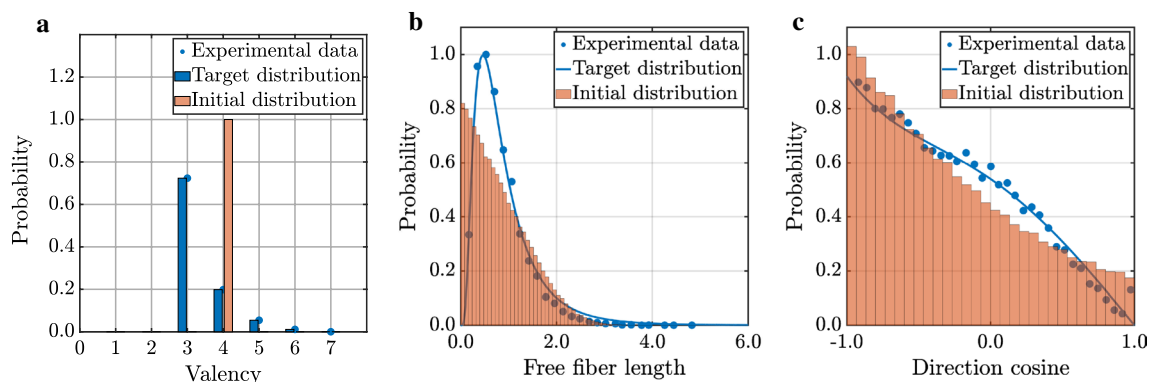 a
Experimental data
Target distribution
Initial distribution
Probability
1.2
1.0
0.8
0.6
0.4
0.2
0.0
0 1 2 3 4 5 6 7
Valency
b
Experimental data
Target distribution
Initial distribution
Probability
1.0
0.8
0.6
0.4
0.2
0.0
0.0 2.0 4.0 6.0
Free fiber length
c
Experimental data
Target distribution
Initial distribution
Probability
1.0
0.8
0.6
0.4
0.2
0.0
-1.0 0.0 1.0
Direction cosine